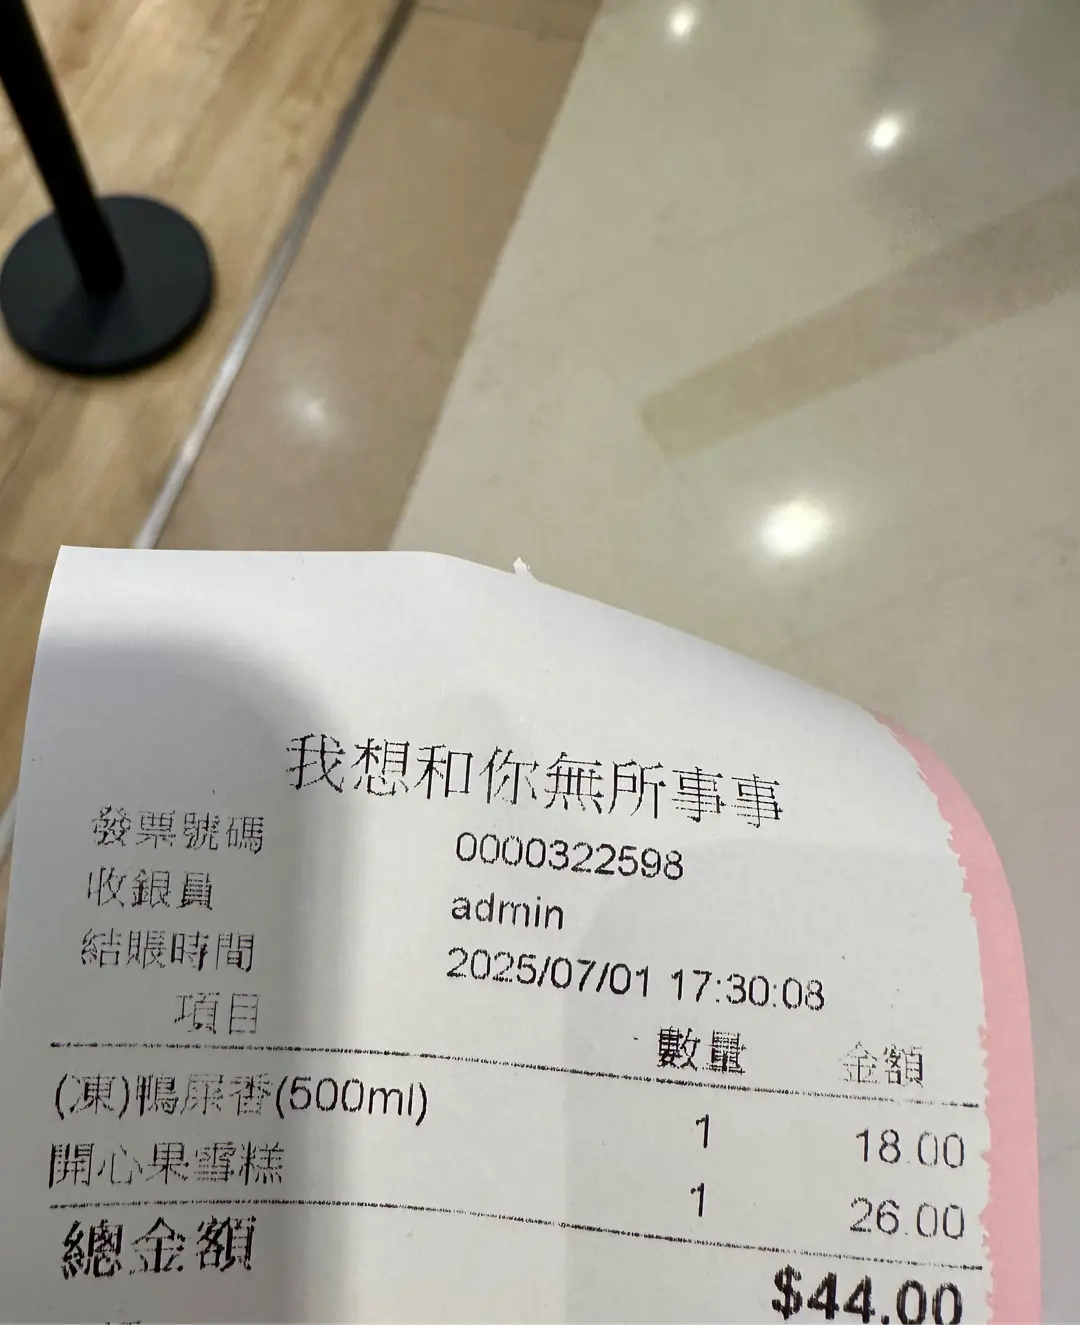 我想和你無所事事
發票號碼 0000322598
收銀員 admin
結賬時間 2025/07/01 17:30:08
項目 數量 金額
(凍)鴨屎香(500ml) 1 18.00
開心果雪糕 1 26.00
總金額 $44.00